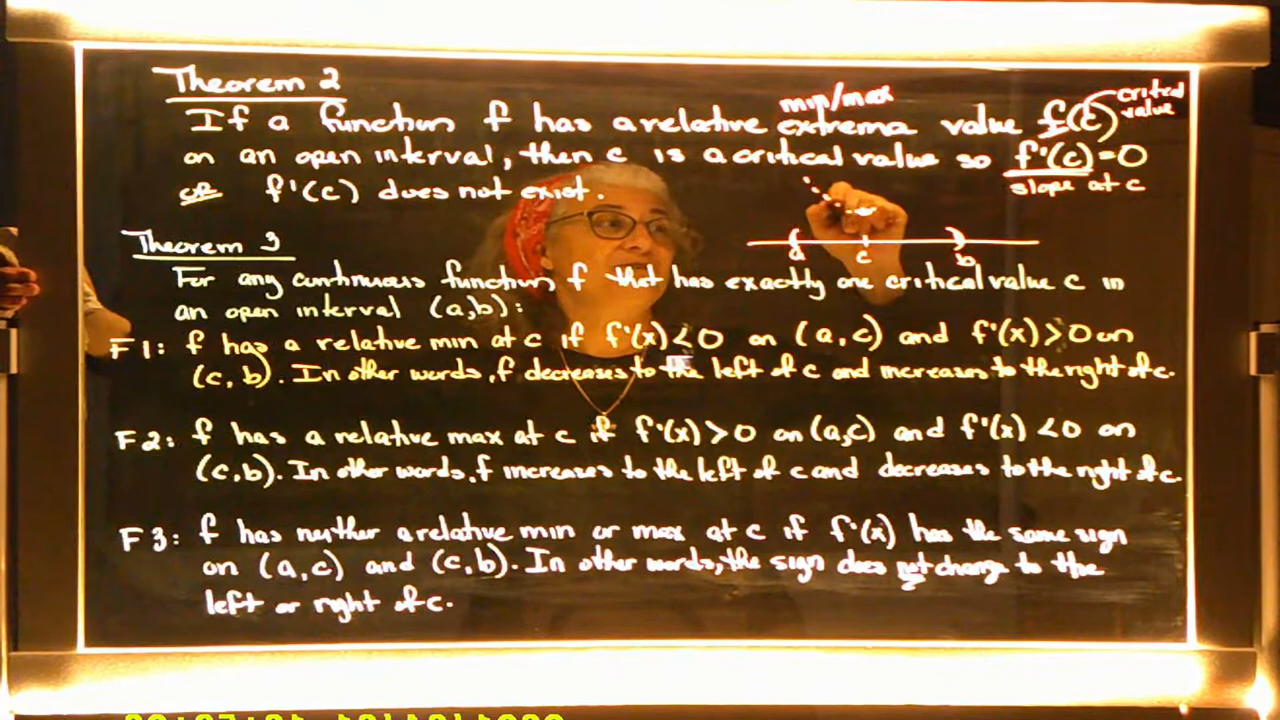 Theorem 2
min/max
critical value
If a function f has a relative extrema value f(c)
on an open interval, then c is a critical value so f'(c)=0
slope at c
or f'(c) does not exist.
a c b
Theorem 3
For any continuous function f that has exactly one critical value c in
an open interval (a,b):
F1: f has a relative min at c if f'(x)<0 on (a,c) and f'(x)>0 on
(c,b). In other words, f decreases to the left of c and increases to the right of c.
F2: f has a relative max at c if f'(x)>0 on (a,c) and f'(x)<0 on
(c,b). In other words, f increases to the left of c and decreases to the right of c.
F3: f has neither a relative min or max at c if f'(x) has the same sign
on (a,c) and (c,b). In other words, the sign does not change to the
left or right of c.